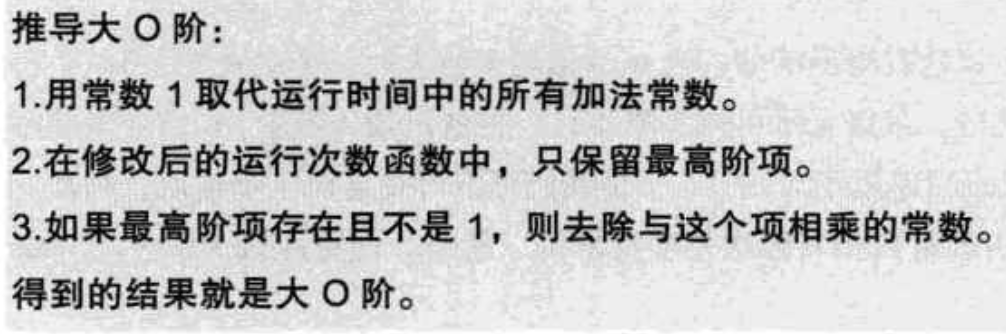 推导大 O 阶：
1.用常数 1 取代运行时间中的所有加法常数。
2.在修改后的运行次数函数中，只保留最高阶项。
3.如果最高阶项存在且不是 1，则去除与这个项相乘的常数。
得到的结果就是大 O 阶。